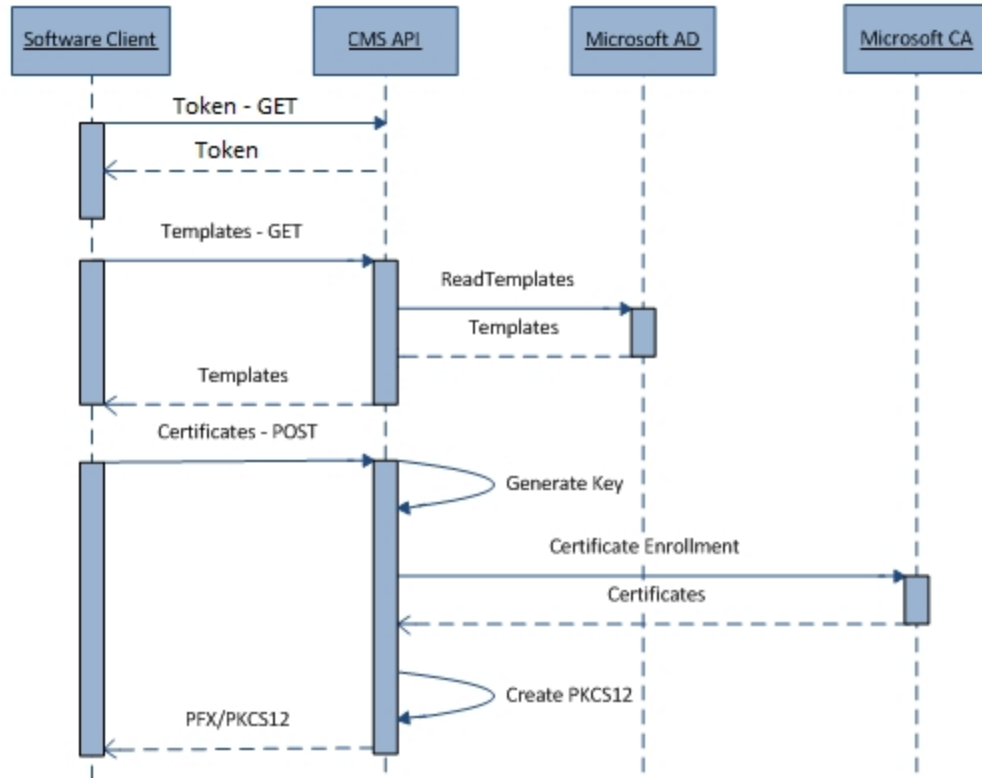 Software Client
CMS API
Microsoft AD
Microsoft CA
Token - GET
Token
Templates - GET
ReadTemplates
Templates
Templates
Certificates - POST
Generate Key
Certificate Enrollment
Certificates
Create PKCS12
PFX/PKCS12